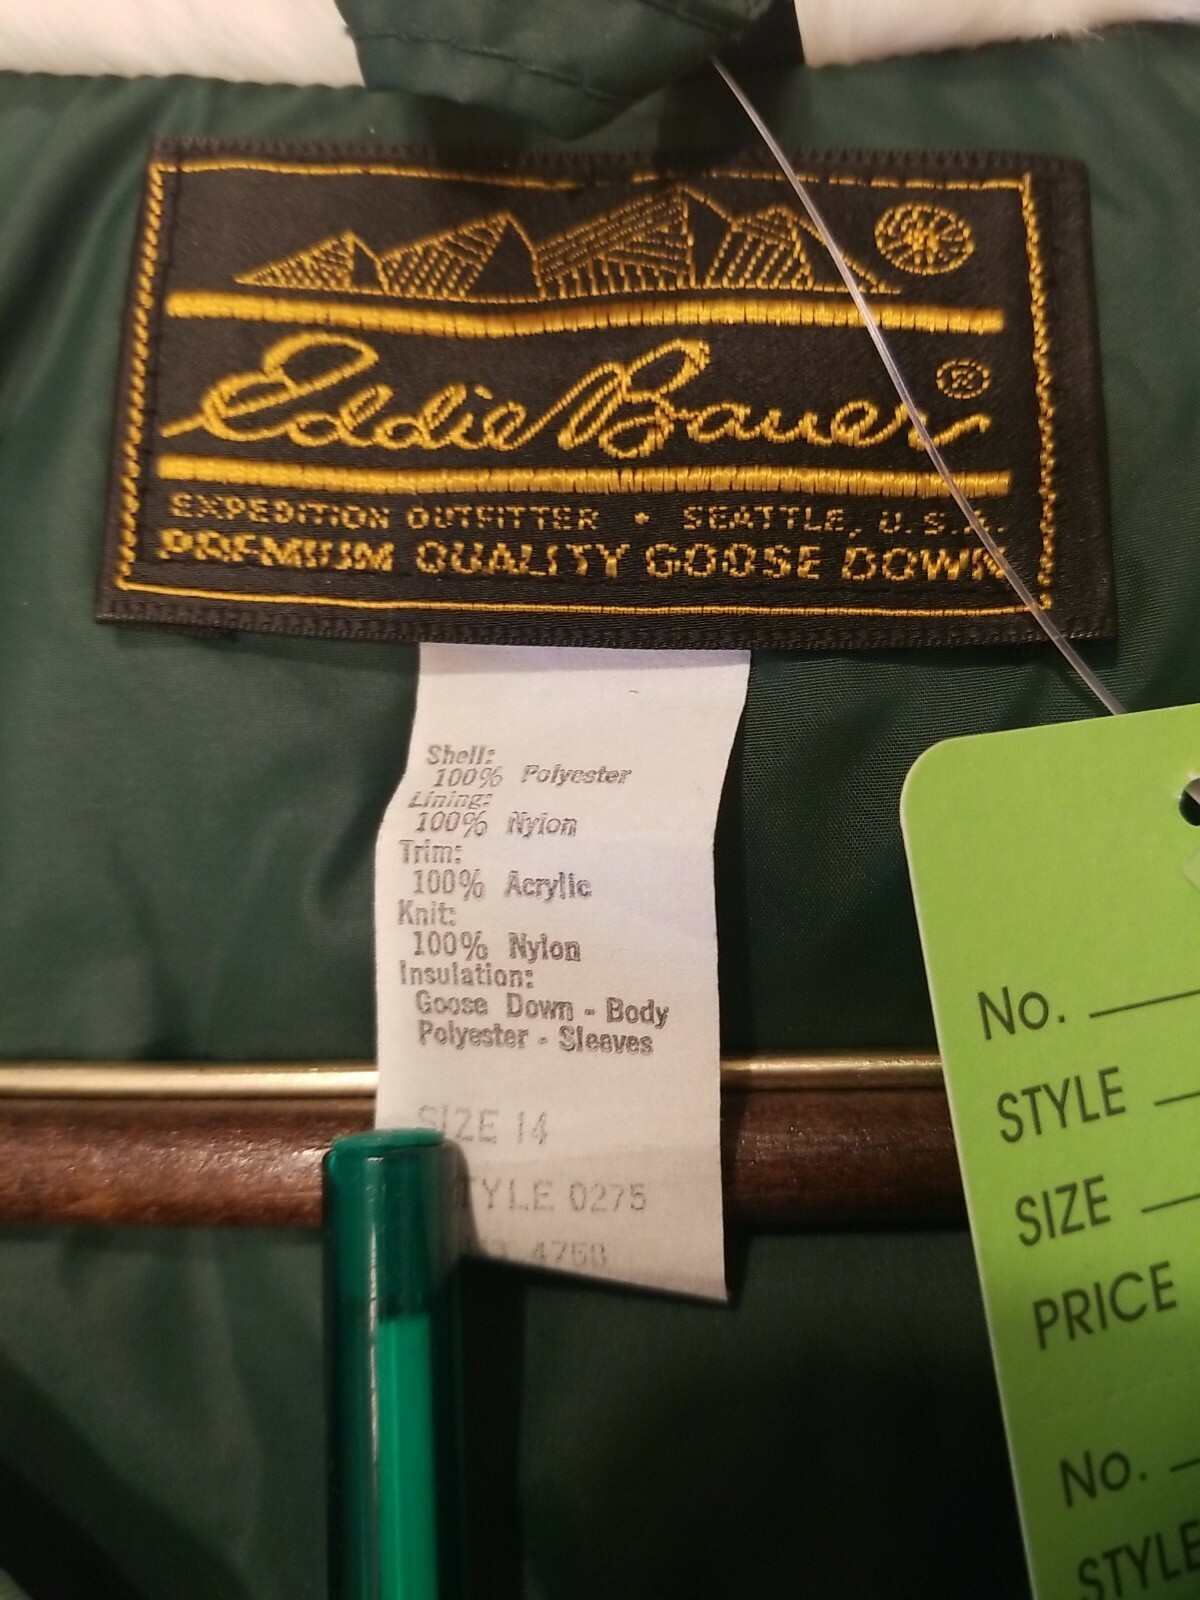 Eddie Bauer ®
EXPEDITION OUTFITTER • SEATTLE, U.S.A.
PREMIUM QUALITY GOOSE DOWN
Shell:
100% Polyester
Lining:
100% Nylon
Trim:
100% Acrylic
Knit:
100% Nylon
Insulation:
Goose Down - Body
Polyester - Sleeves
SIZE 14
TYLE 0275
No.
STYLE
SIZE
PRICE
No.
STYLE